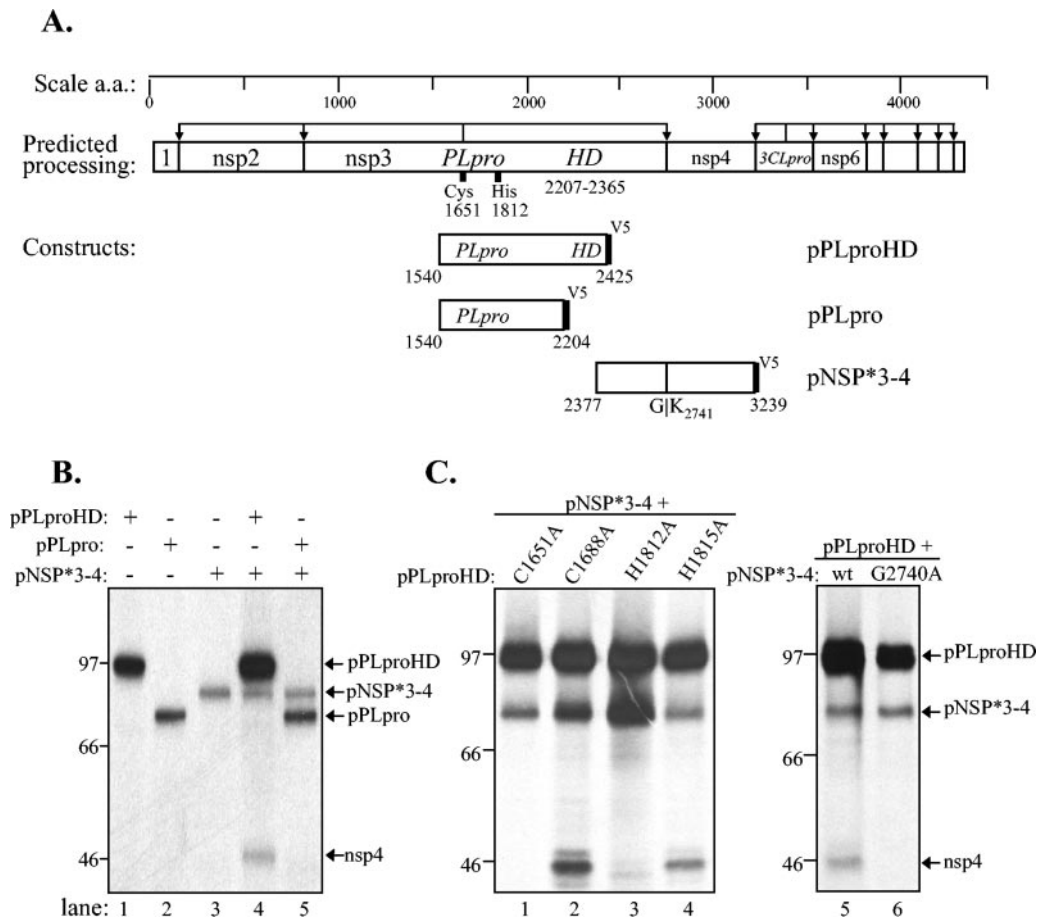 A.
Scale a.a.:
0 1000 2000 3000 4000
Predicted processing:
1 nsp2 nsp3 PLpro HD nsp4 3CLpro nsp6
Cys 1651
His 1812
2207-2365
Constructs:
V5
PLpro HD
pPLproHD
1540 2425
V5
PLpro
pPLpro
1540 2204
V5
pNSP*3-4
2377 G|K2741 3239
B.
pPLproHD: + - - + -
pPLpro: - + - - +
pNSP*3-4: - - + + +
97
66
46
pPLproHD
pNSP*3-4
pPLpro
nsp4
lane: 1 2 3 4 5
C.
pNSP*3-4 +
pPLproHD: C1651A C1688A H1812A H1815A
97
66
46
1 2 3 4
pPLproHD +
pNSP*3-4: wt G2740A
97
66
46
pPLproHD
pNSP*3-4
nsp4
5 6